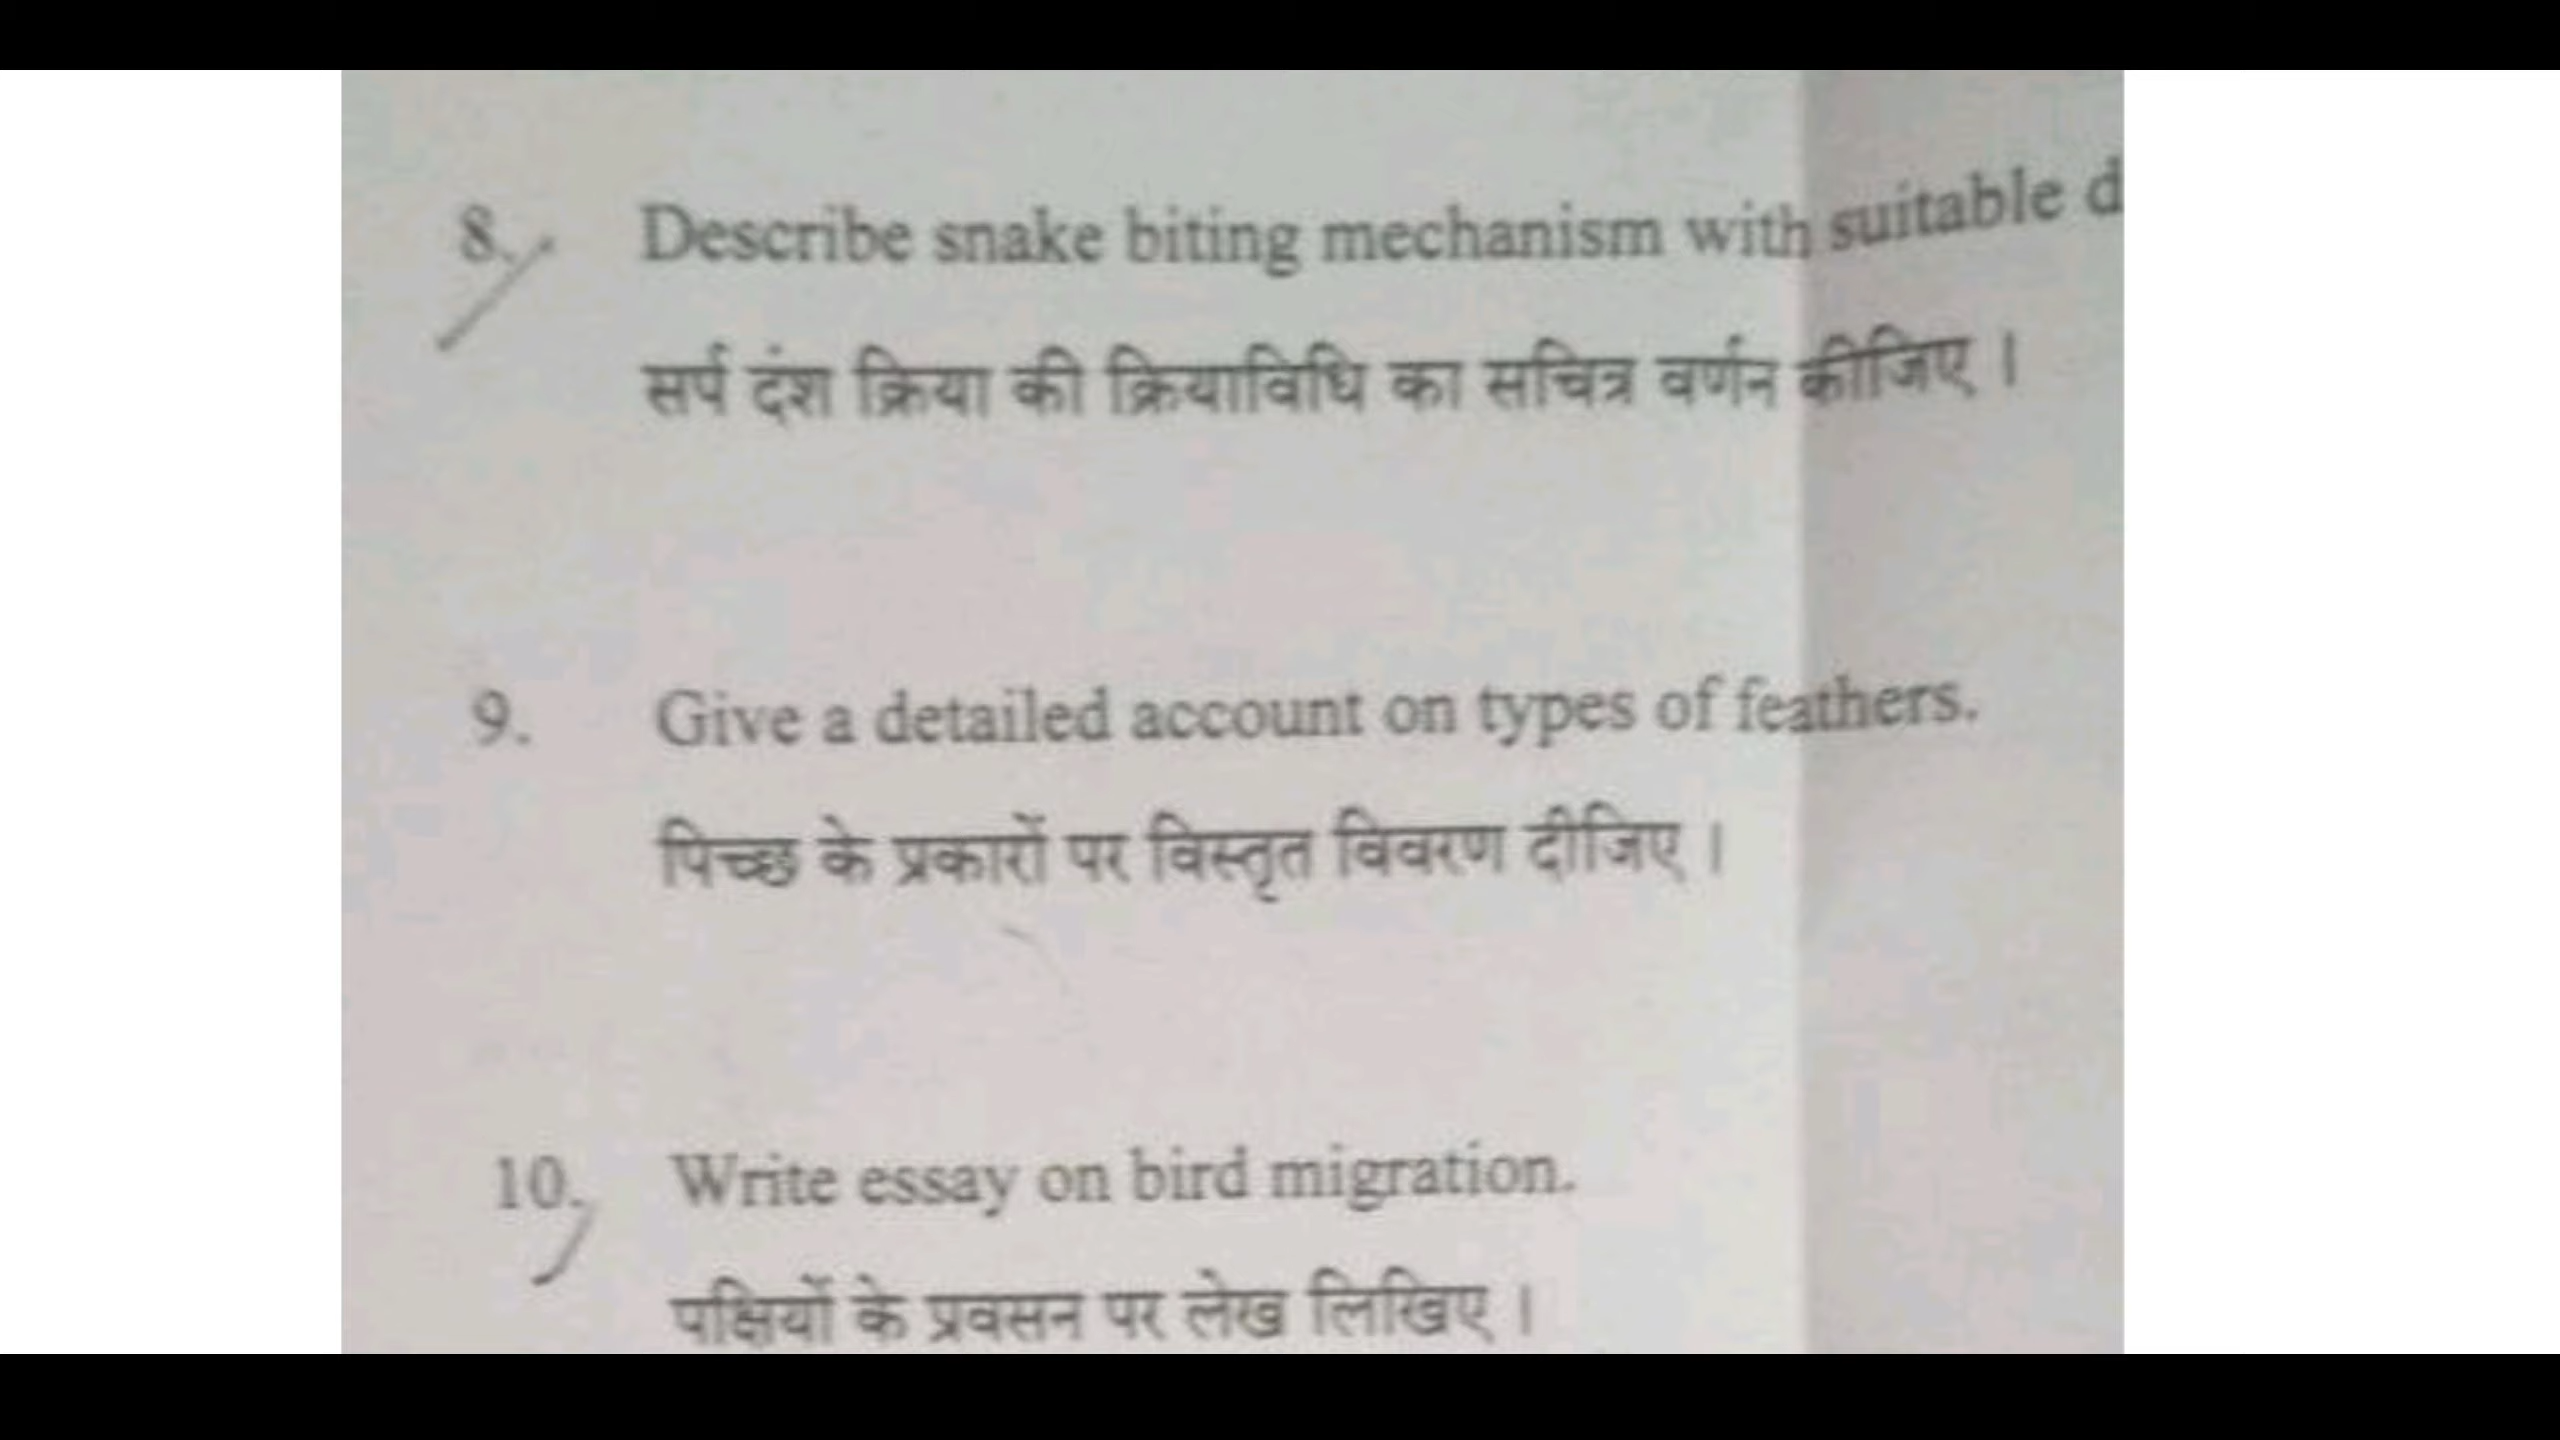 8. Describe snake biting mechanism with suitable d
सर्प दंश क्रिया की क्रियाविधि का सचित्र वर्णन कीजिए ।
9. Give a detailed account on types of feathers.
पिच्छ के प्रकारों पर विस्तृत विवरण दीजिए ।
10. Write essay on bird migration.
पक्षियों के प्रवसन पर लेख लिखिए ।